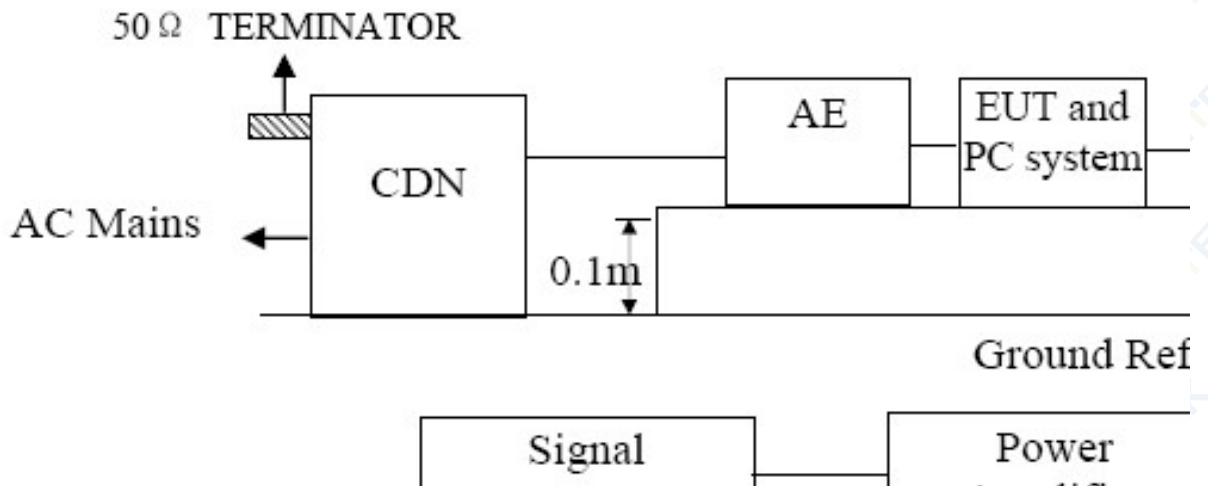 50 Ω TERMINATOR
AE
EUT and
PC system
CDN
AC Mains
0.1m
Ground Ref
Signal
Power